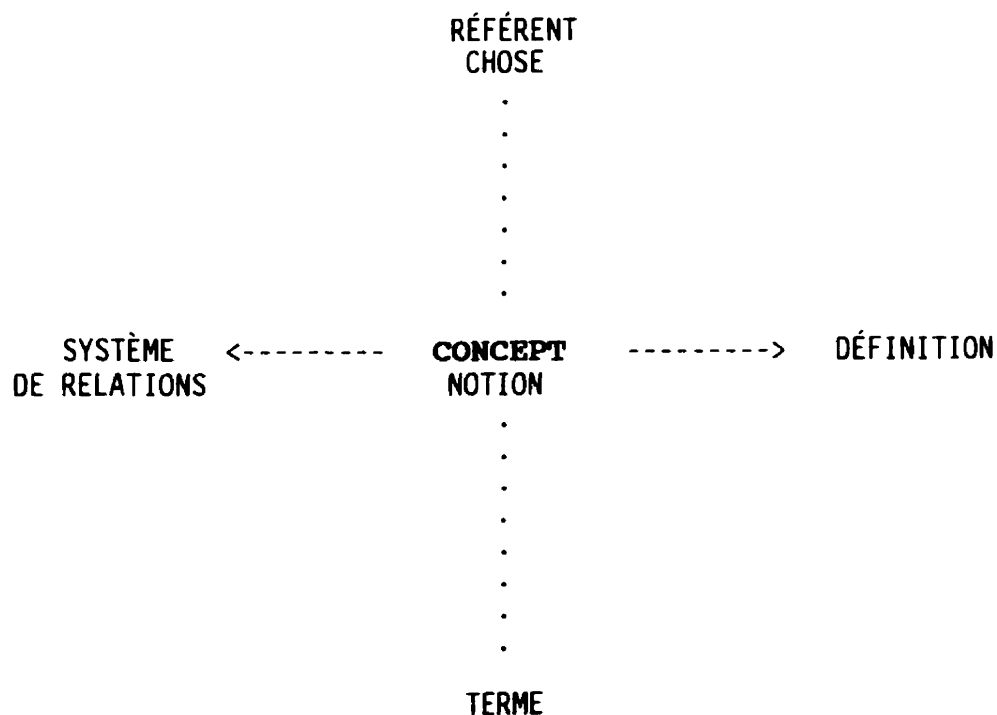 RÉFÉRENT
CHOSE
SYSTÈME <--------- CONCEPT ---------> DÉFINITION
DE RELATIONS NOTION
TERME